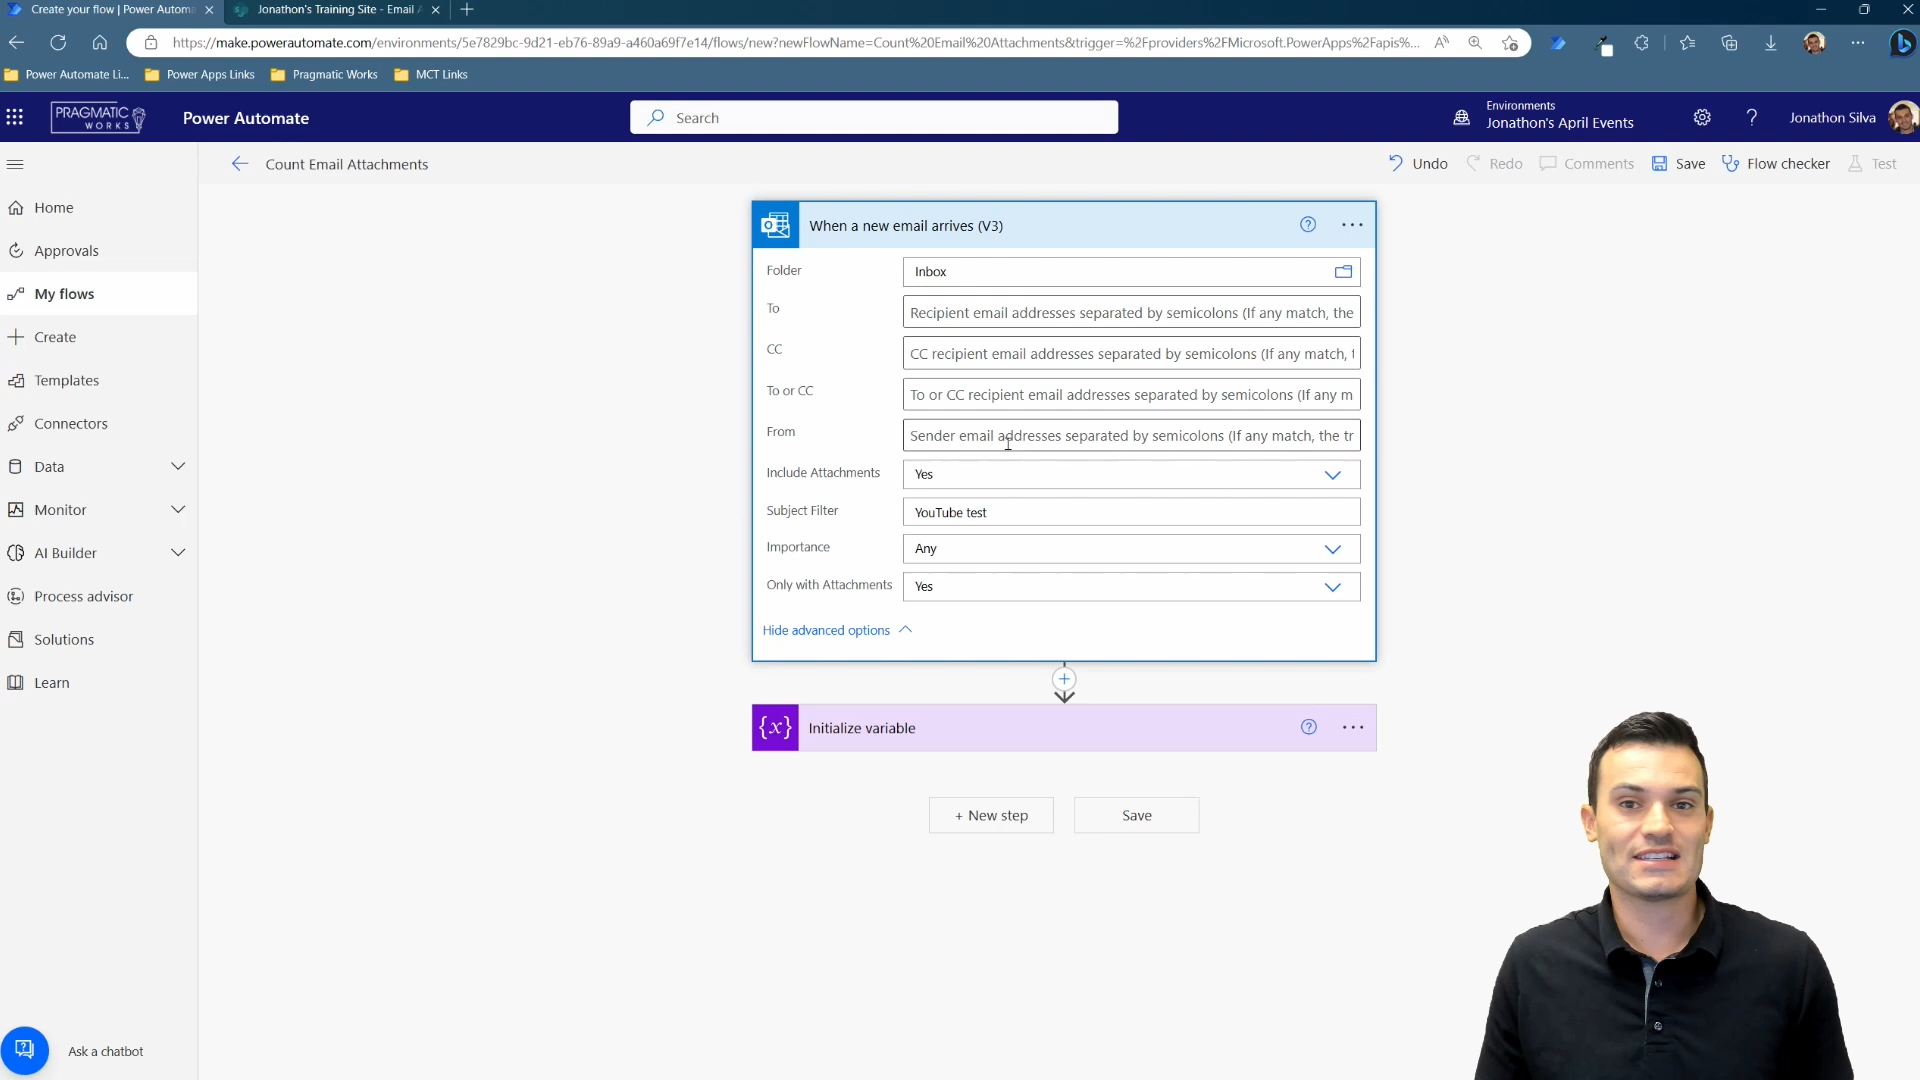 Create your flow | Power Automa
Jonathon's Training Site - Email A
https://make.powerautomate.com/environments/5e7829bc-9d21-eb76-89a9-a460a69f7e14/flows/new?newFlowName=Count%20Email%20Attachments&trigger=%2Fproviders%2FMicrosoft.PowerApps%2Fapis%...
Power Automate Li...
Power Apps Links
Pragmatic Works
MCT Links
PRAGMATIC
WORKS
Power Automate
Search
Environments
Jonathon's April Events
Jonathon Silva
Count Email Attachments
Undo
Redo
Comments
Save
Flow checker
Test
Home
Approvals
My flows
Create
Templates
Connectors
Data
Monitor
AI Builder
Process advisor
Solutions
Learn
Ask a chatbot
When a new email arrives (V3)
Folder
Inbox
To
Recipient email addresses separated by semicolons (If any match, the
CC
CC recipient email addresses separated by semicolons (If any match, t
To or CC
To or CC recipient email addresses separated by semicolons (If any m
From
Sender email addresses separated by semicolons (If any match, the tr
Include Attachments
Yes
Subject Filter
YouTube test
Importance
Any
Only with Attachments
Yes
Hide advanced options
{x}
Initialize variable
+ New step
Save